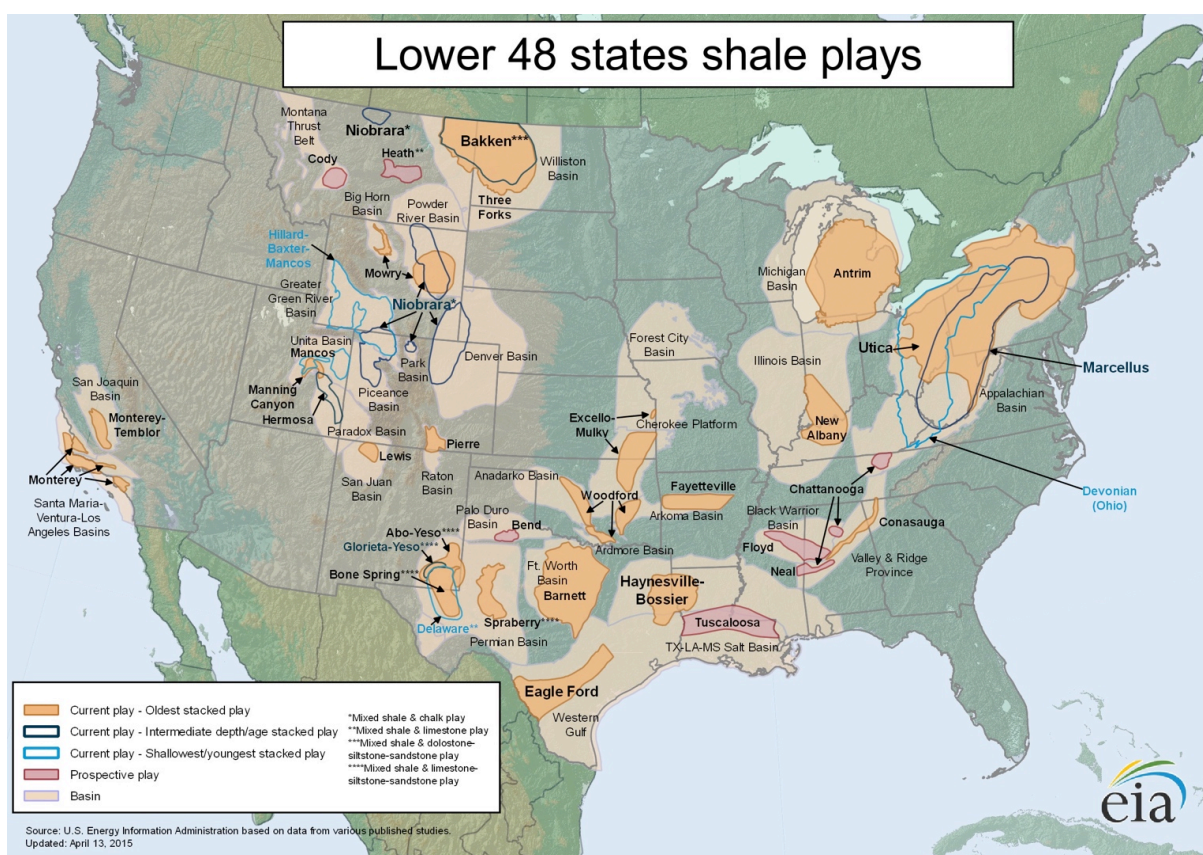 Lower 48 states shale plays
Montana
Thrust
Belt
Niobrara*
Bakken***
Cody
Heath**
Williston
Basin
Big Horn
Basin
Powder
River Basin
Three
Forks
Hillard-
Baxter-
Mancos
Mowry
Greater
Green River
Basin
Niobrara*
Michigan
Basin
Antrim
Unita Basin
Mancos
Park
Basin
Denver Basin
Forest City
Basin
Illinois Basin
Utica
Marcellus
San Joaquin
Basin
Manning
Canyon
Piceance
Basin
Hermosa
Appalachian
Basin
Monterey-
Temblor
Paradox Basin
Excello-
Mulky
Cherokee Platform
New
Albany
Pierre
Lewis
Monterey
San Juan
Basin
Raton
Basin
Anadarko Basin
Woodford
Fayetteville
Chattanooga
Devonian
(Ohio)
Santa Maria-
Ventura-Los
Angeles Basins
Palo Duro
Basin
Bend
Arkoma Basin
Black Warrior
Basin
Conasauga
Abo-Yeso****
Glorieta-Yeso****
Ardmore Basin
Floyd
Valley & Ridge
Province
Bone Spring****
Ft. Worth
Basin
Barnett
Haynesville-
Bossier
Neal
Delaware**
Spraberry****
Permian Basin
Tuscaloosa
TX-LA-MS Salt Basin
Eagle Ford
Western
Gulf
Current play - Oldest stacked play
Current play - Intermediate depth/age stacked play
Current play - Shallowest/youngest stacked play
Prospective play
Basin
*Mixed shale & chalk play
**Mixed shale & limestone play
***Mixed shale & dolostone-
siltstone-sandstone play
****Mixed shale & limestone-
siltstone-sandstone play
eia
Source: U.S. Energy Information Administration based on data from various published studies.
Updated: April 13, 2015